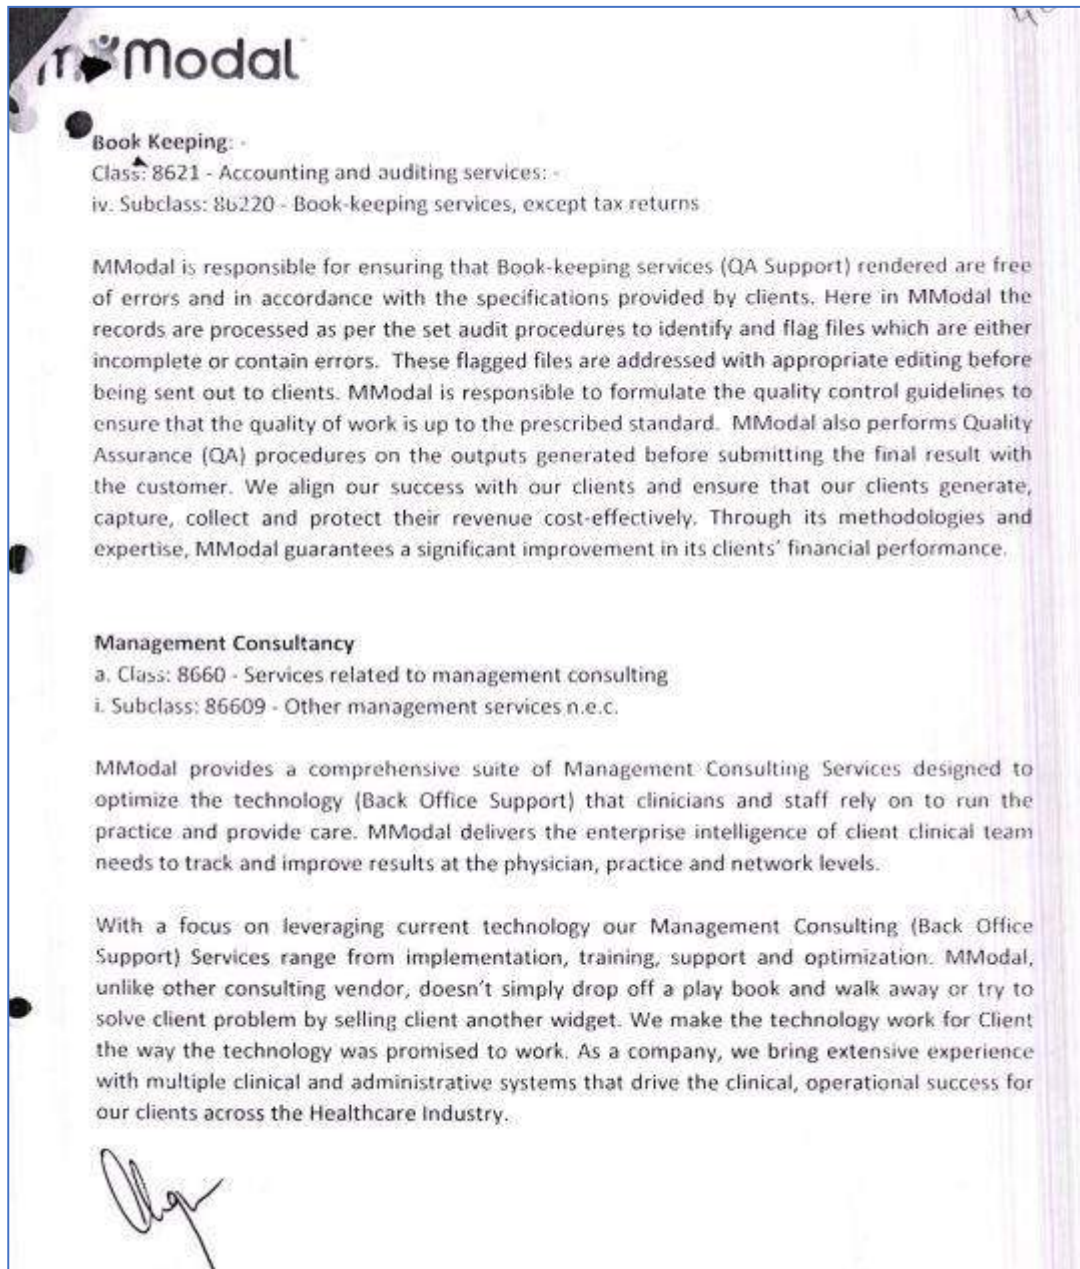 MModal
Book Keeping: -
Class: 8621 - Accounting and auditing services: -
iv. Subclass: 86220 - Book-keeping services, except tax returns
MModal is responsible for ensuring that Book-keeping services (QA Support) rendered are free
of errors and in accordance with the specifications provided by clients. Here in MModal the
records are processed as per the set audit procedures to identify and flag files which are either
incomplete or contain errors. These flagged files are addressed with appropriate editing before
being sent out to clients. MModal is responsible to formulate the quality control guidelines to
ensure that the quality of work is up to the prescribed standard. MModal also performs Quality
Assurance (QA) procedures on the outputs generated before submitting the final result with
the customer. We align our success with our clients and ensure that our clients generate,
capture, collect and protect their revenue cost-effectively. Through its methodologies and
expertise, MModal guarantees a significant improvement in its clients' financial performance.
Management Consultancy
a. Class: 8660 - Services related to management consulting
i. Subclass: 86609 - Other management services n.e.c.
MModal provides a comprehensive suite of Management Consulting Services designed to
optimize the technology (Back Office Support) that clinicians and staff rely on to run the
practice and provide care. MModal delivers the enterprise intelligence of client clinical team
needs to track and improve results at the physician, practice and network levels.
With a focus on leveraging current technology our Management Consulting (Back Office
Support) Services range from implementation, training, support and optimization. MModal,
unlike other consulting vendor, doesn't simply drop off a play book and walk away or try to
solve client problem by selling client another widget. We make the technology work for Client
the way the technology was promised to work. As a company, we bring extensive experience
with multiple clinical and administrative systems that drive the clinical, operational success for
our clients across the Healthcare Industry.